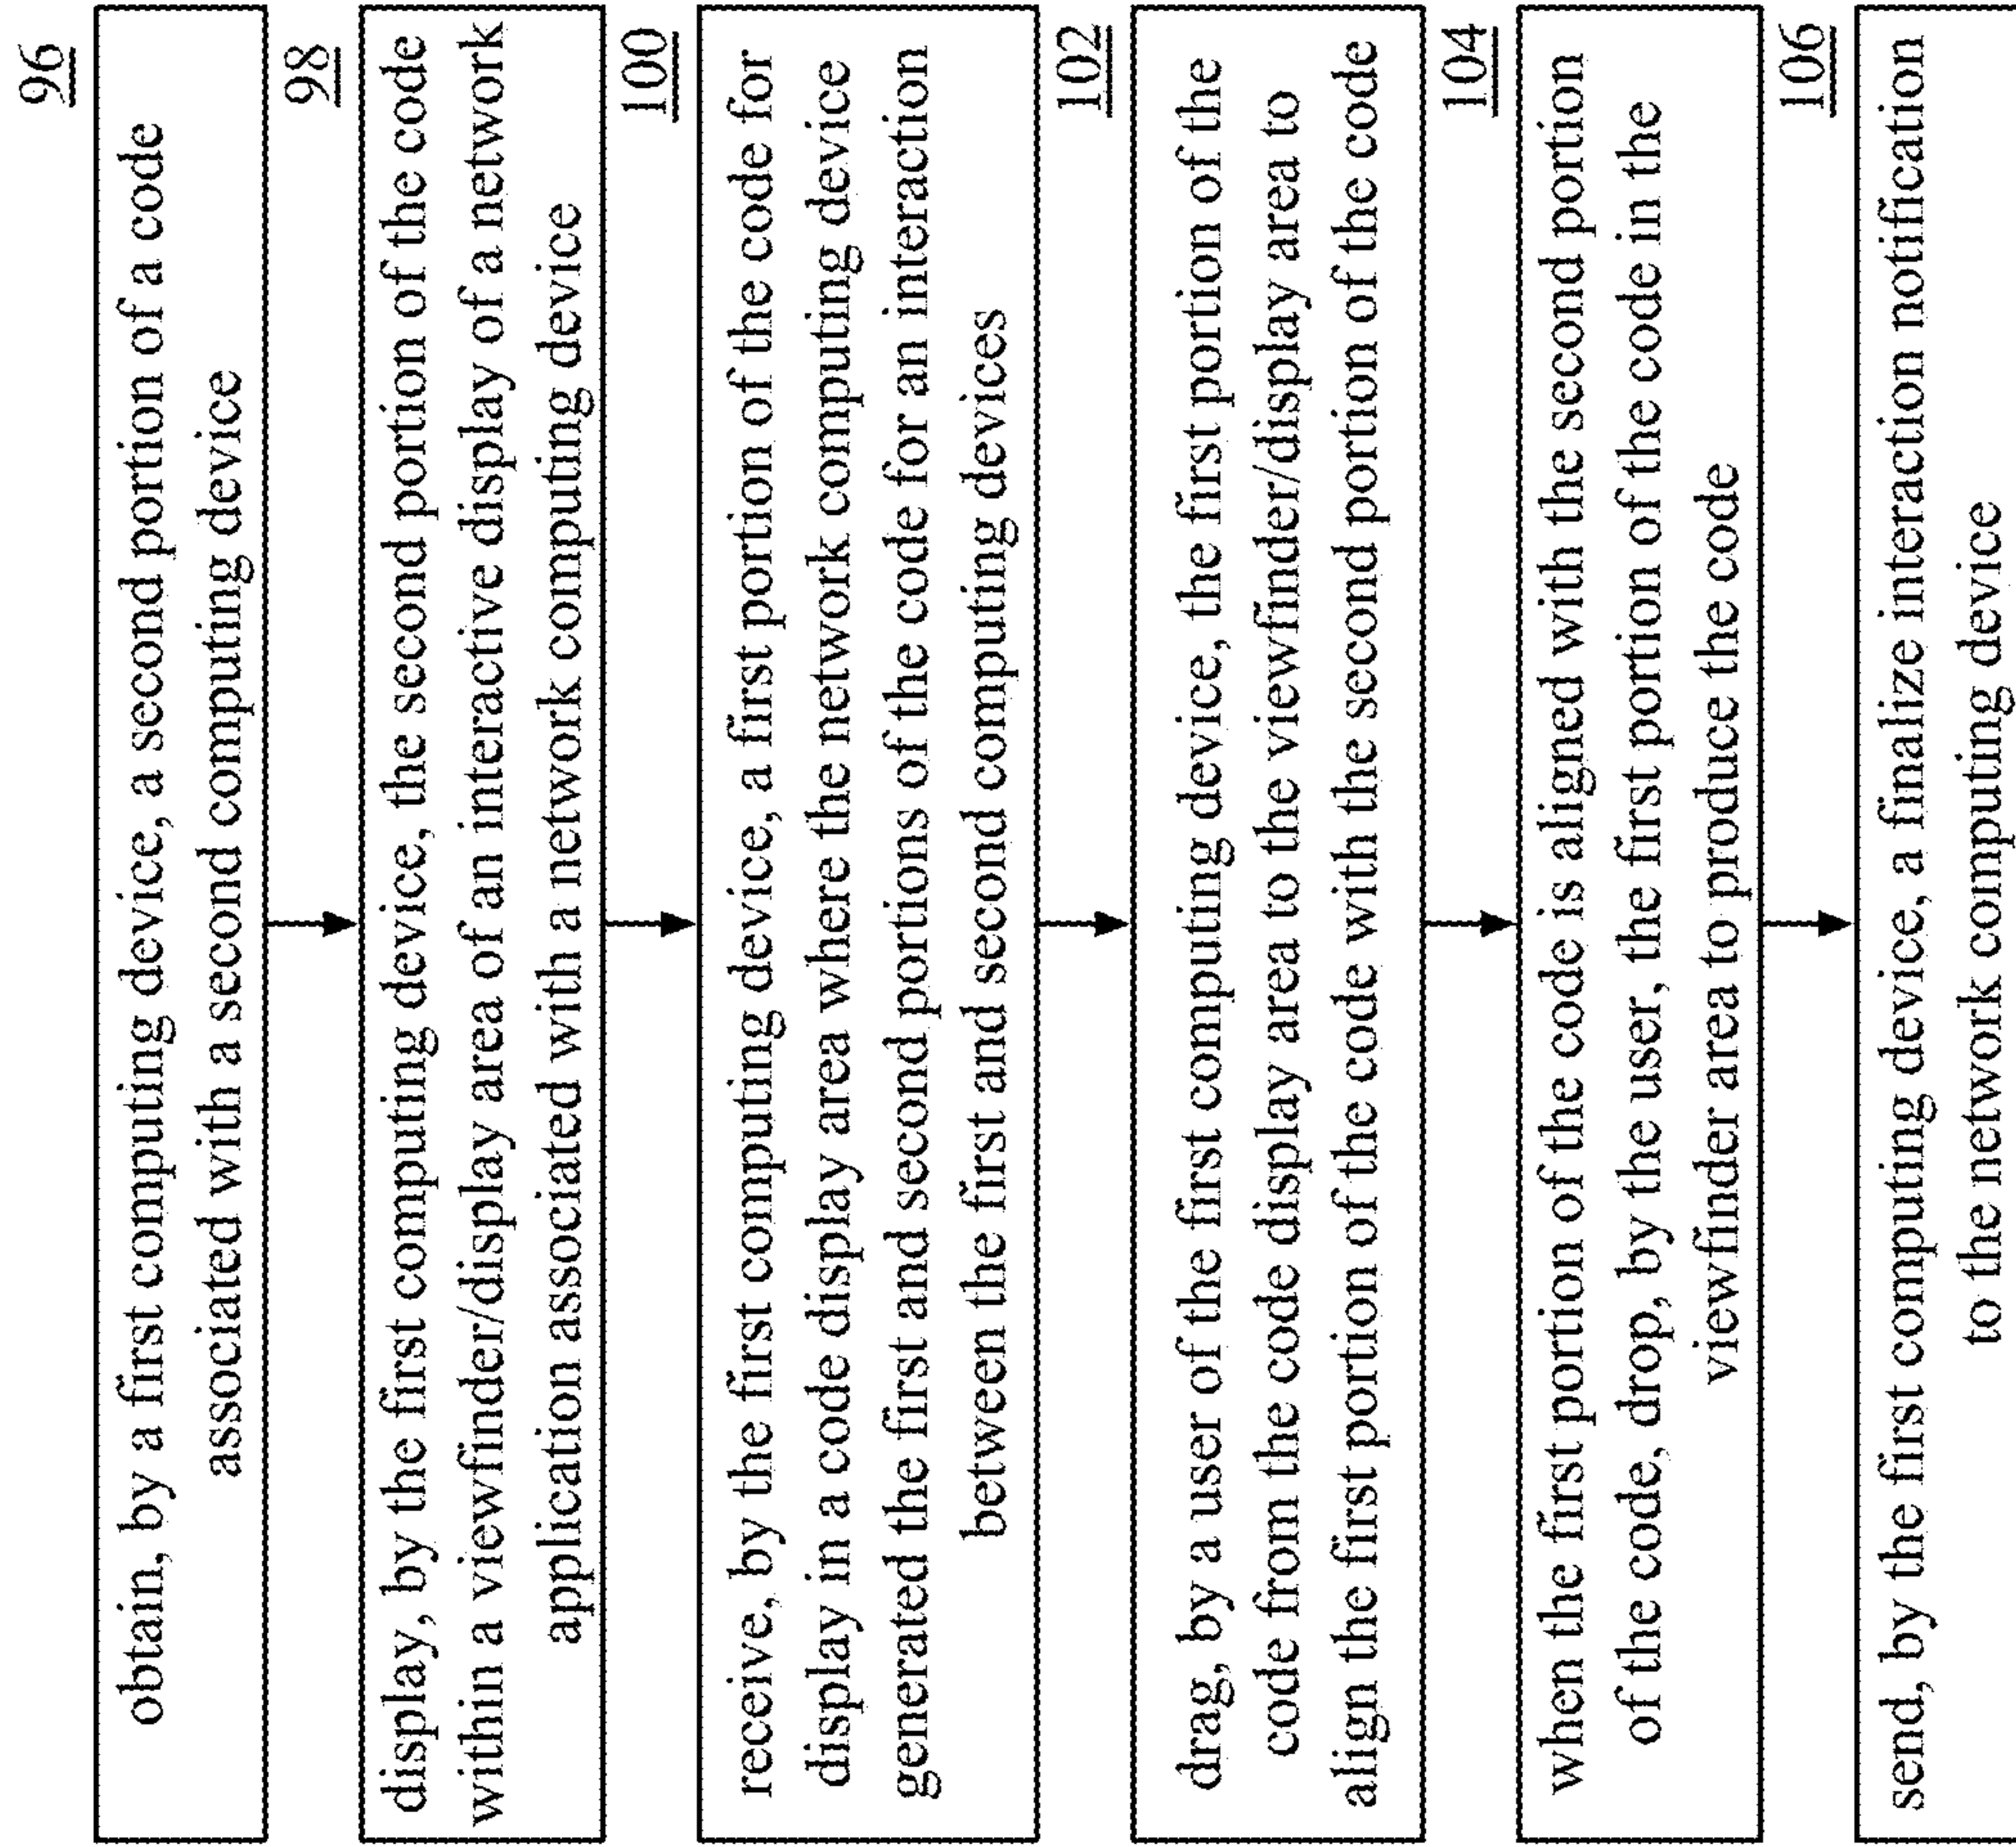 96
obtain, by a first computing device, a second portion of a code
associated with a second computing device
98
display, by the first computing device, the second portion of the code
within a viewfinder/display area of an interactive display of a network
application associated with a network computing device
100
receive, by the first computing device, a first portion of the code for
display in a code display area where the network computing device
generated the first and second portions of the code for an interaction
between the first and second computing devices
102
drag, by a user of the first computing device, the first portion of the
code from the code display area to the viewfinder/display area to
align the first portion of the code with the second portion of the code
104
when the first portion of the code is aligned with the second portion
of the code, drop, by the user, the first portion of the code in the
viewfinder area to produce the code
106
send, by the first computing device, a finalize interaction notification
to the network computing device